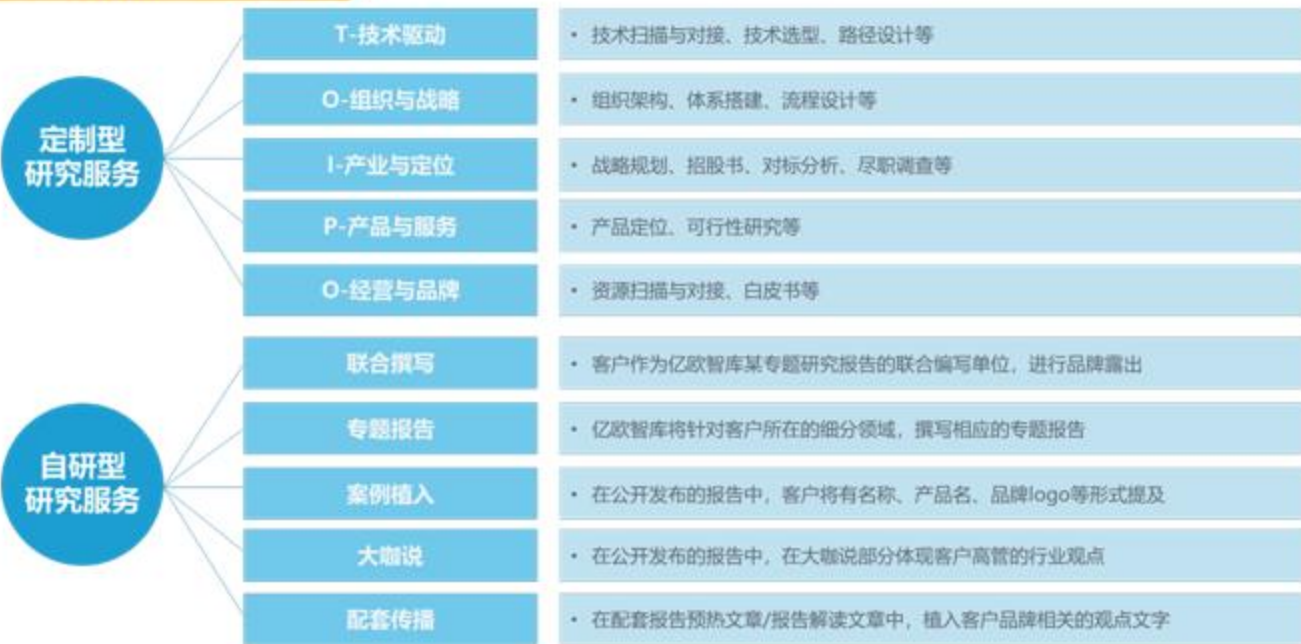 定制型
研究服务
T-技术驱动
• 技术扫描与对接、技术选型、路径设计等
O-组织与战略
• 组织架构、体系搭建、流程设计等
I-产业与定位
• 战略规划、招股书、对标分析、尽职调查等
P-产品与服务
• 产品定位、可行性研究等
O-经营与品牌
• 资源扫描与对接、白皮书等
自研型
研究服务
联合撰写
• 客户作为亿欧智库某专题研究报告的联合编写单位，进行品牌露出
专题报告
• 亿欧智库将针对客户所在的细分领域，撰写相应的专题报告
案例植入
• 在公开发布的报告中，客户将有名称、产品名、品牌logo等形式提及
大咖说
• 在公开发布的报告中，在大咖说部分体现客户高管的行业观点
配套传播
• 在配套报告预热文章/报告解读文章中，植入客户品牌相关的观点文字